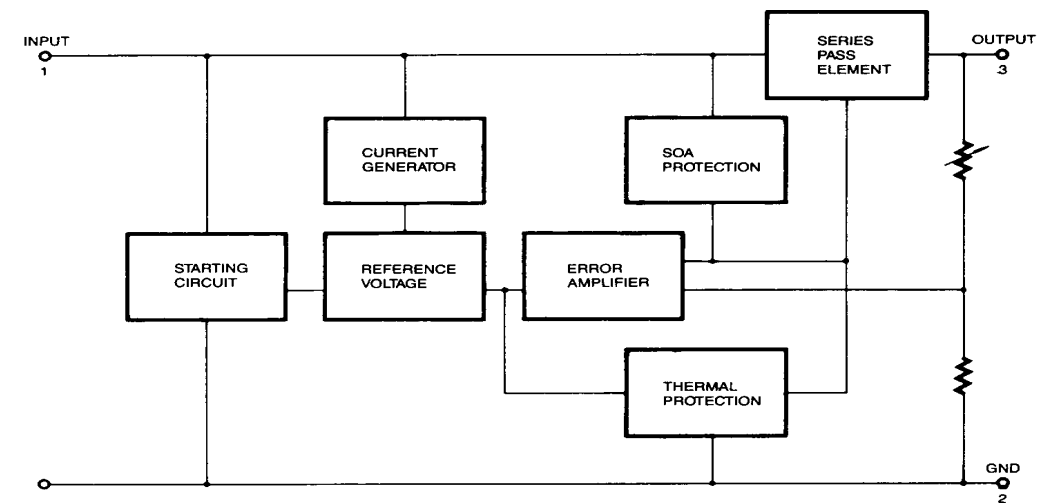 INPUT
1
SERIES
PASS
ELEMENT
OUTPUT
3
CURRENT
GENERATOR
SOA
PROTECTION
STARTING
CIRCUIT
REFERENCE
VOLTAGE
ERROR
AMPLIFIER
THERMAL
PROTECTION
GND
2